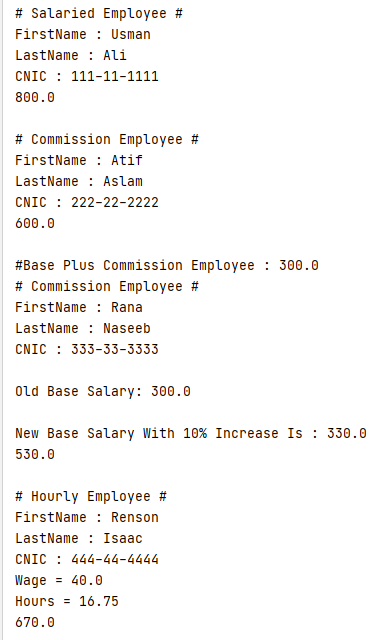 # Salaried Employee #
FirstName : Usman
LastName : Ali
CNIC : 111-11-1111
800.0
# Commission Employee #
FirstName : Atif
LastName : Aslam
CNIC : 222-22-2222
600.0
#Base Plus Commission Employee : 300.0
# Commission Employee #
FirstName : Rana
LastName : Naseeb
CNIC : 333-33-3333
Old Base Salary: 300.0
New Base Salary With 10% Increase Is : 330.0
530.0
# Hourly Employee #
FirstName : Renson
LastName : Isaac
CNIC : 444-44-4444
Wage = 40.0
Hours = 16.75
670.0